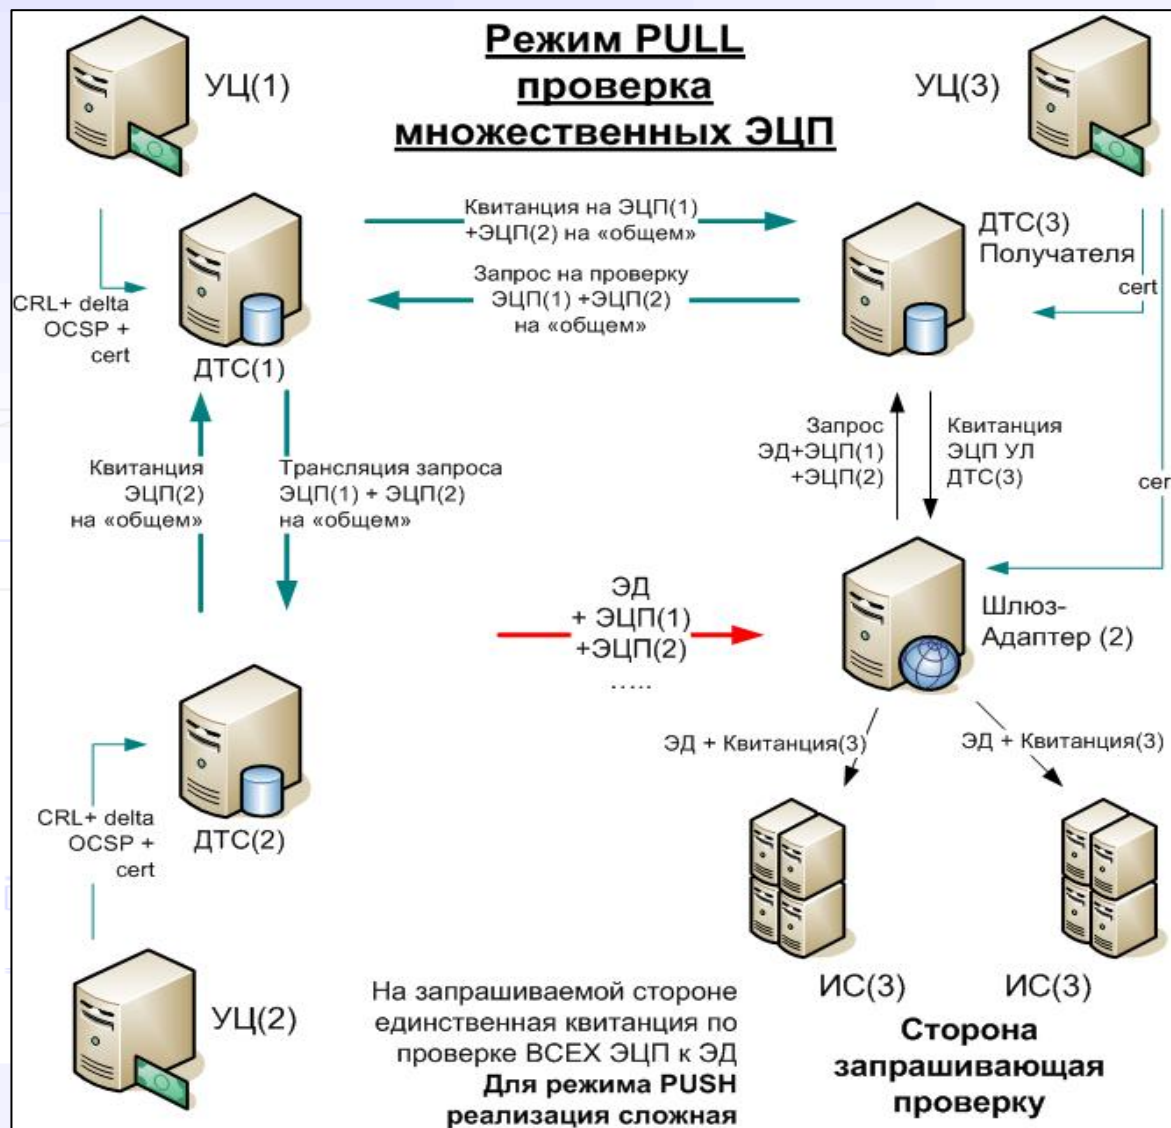 Режим PULL
проверка
множественных ЭЦП
УЦ(1)
УЦ(3)
Квитанция на ЭЦП(1)
+ЭЦП(2) на «общем»
ДТС(3)
Получателя
Запрос на проверку
ЭЦП(1) +ЭЦП(2)
на «общем»
cert
CRL+ delta
OCSP +
cert
ДТС(1)
Квитанция
ЭЦП(2)
на «общем»
Трансляция запроса
ЭЦП(1) + ЭЦП(2)
на «общем»
Запрос
ЭД+ЭЦП(1)
+ЭЦП(2)
Квитанция
ЭЦП УЛ
ДТС(3)
cer
ЭД
+ ЭЦП(1)
+ЭЦП(2)
.....
Шлюз-
Адаптер (2)
ЭД + Квитанция(3)
ЭД + Квитанция(3)
CRL+ delta
OCSP +
cert
ДТС(2)
УЦ(2)
ИС(3)
ИС(3)
На запрашиваемой стороне
единственная квитанция по
проверке ВСЕХ ЭЦП к ЭД
Для режима PUSH
реализация сложная
Сторона
запрашивающая
проверку